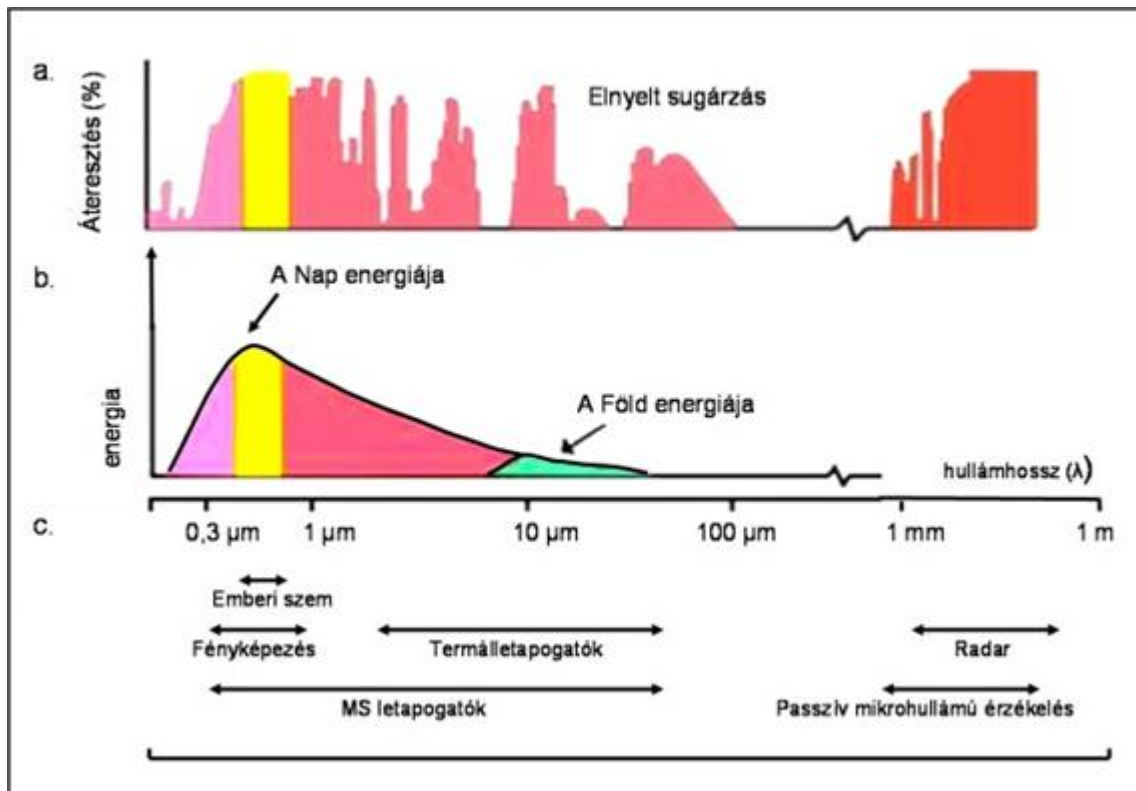 a.
Áteresztés (%)
Elnyelt sugárzás
b.
A Nap energiája
energia
A Föld energiája
hullámhossz (λ)
c.
0,3 µm 1 µm 10 µm 100 µm 1 mm 1 m
Emberi szem
Fényképezés Termálletapogatók Radar
MS letapogatók Passzív mikrohullámú érzékelés